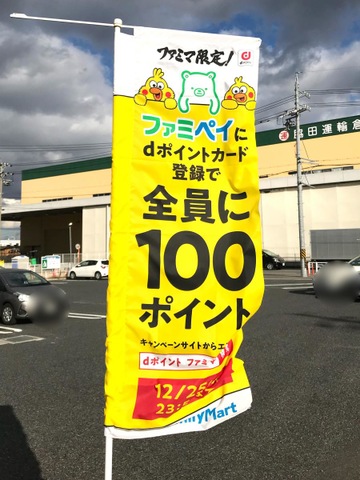 ファミマ限定!
d
ファミペイに
dポイントカード
登録で
全員に
100
ポイント
キャンペーンサイトからエ
dポイント ファミマ
12/25
23:
FamilyMart
脇田運輸倉